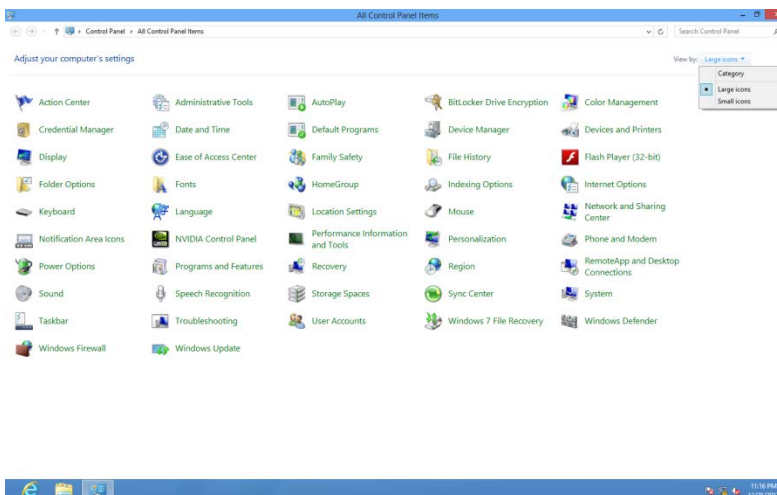 All Control Panel Items
Control Panel All Control Panel Items
Search Control Panel
Adjust your computer's settings
View by: Large icons
Category
Large icons
Small icons
Action Center
Administrative Tools
AutoPlay
BitLocker Drive Encryption
Color Management
Credential Manager
Date and Time
Default Programs
Device Manager
Devices and Printers
Display
Ease of Access Center
Family Safety
File History
Flash Player (32-bit)
Folder Options
Fonts
HomeGroup
Indexing Options
Internet Options
Keyboard
Language
Location Settings
Mouse
Network and Sharing
Center
Notification Area Icons
NVIDIA Control Panel
Performance Information
and Tools
Personalization
Phone and Modem
Power Options
Programs and Features
Recovery
Region
RemoteApp and Desktop
Connections
Sound
Speech Recognition
Storage Spaces
Sync Center
System
Taskbar
Troubleshooting
User Accounts
Windows 7 File Recovery
Windows Defender
Windows Firewall
Windows Update
11:16 PM